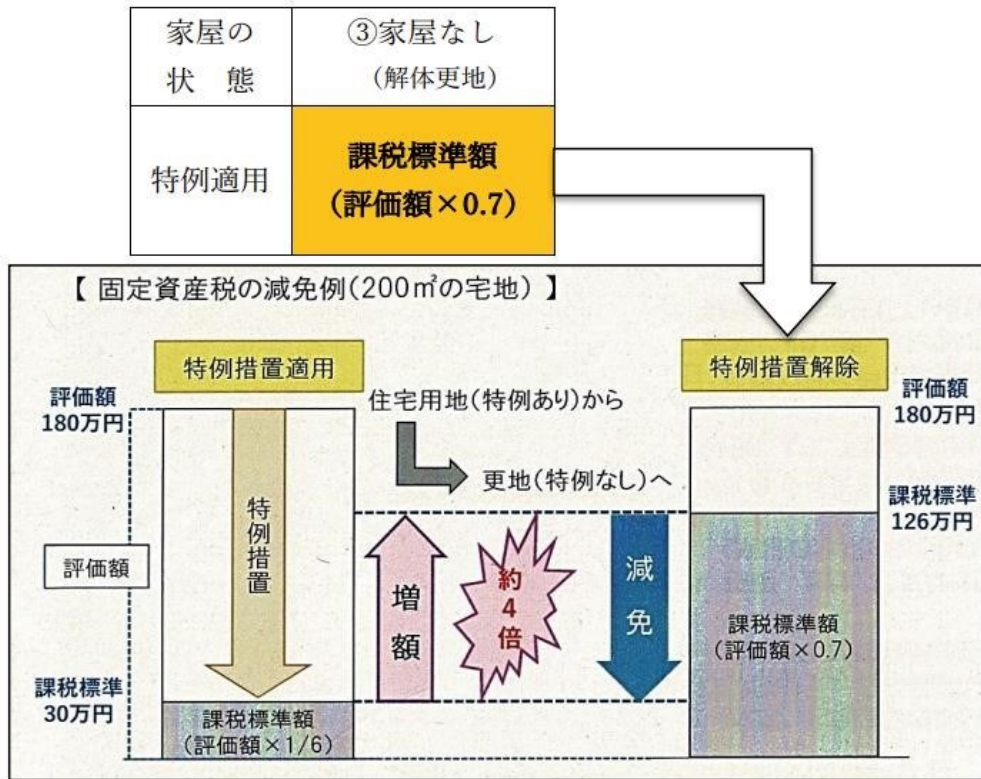 家屋の
状　態
③家屋なし
（解体更地）
特例適用
課税標準額
（評価額×0.7）
【 固定資産税の減免例（200㎡の宅地） 】
特例措置適用
特例措置解除
評価額
180万円
住宅用地（特例あり）から
更地（特例なし）へ
評価額
180万円
課税標準
126万円
評価額
特例措置
増額
約4倍
減免
課税標準額
（評価額×0.7）
課税標準
30万円
課税標準額
（評価額×1/6）